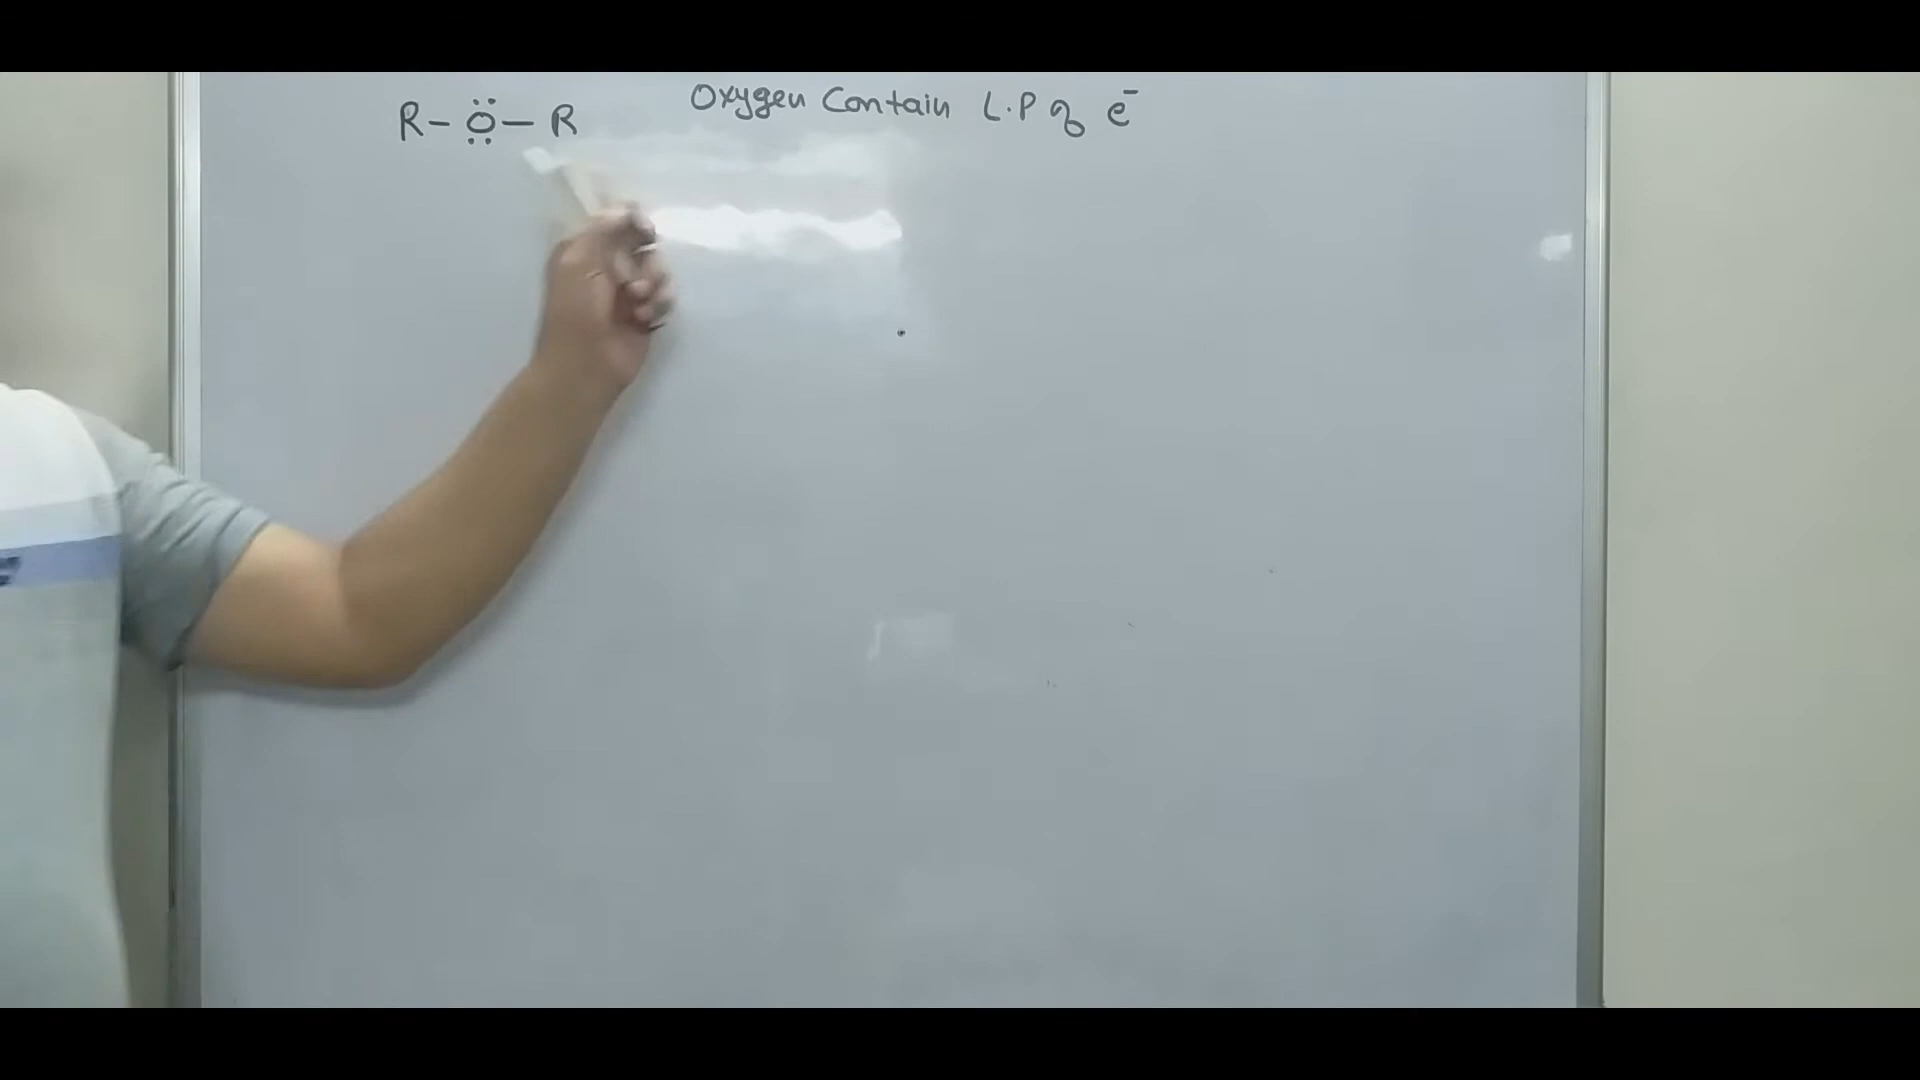 R-Ö-R Oxygen Contain L.P of e⁻